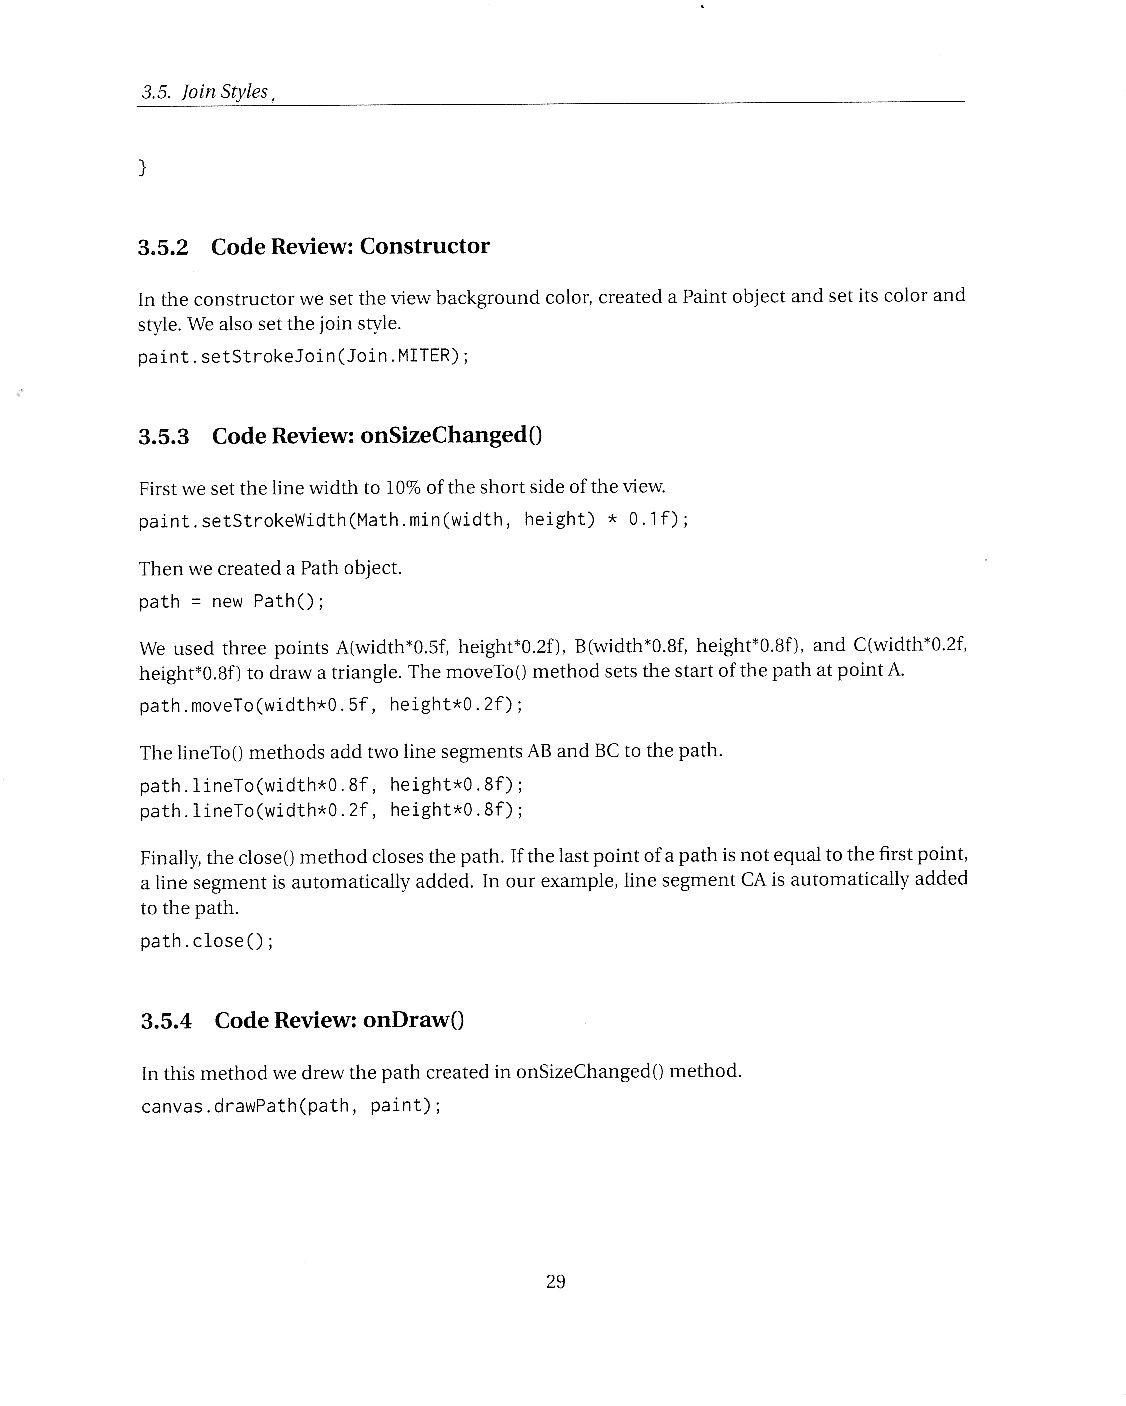 3.5. Join Styles
}
3.5.2 Code Review: Constructor
In the constructor we set the view background color, created a Paint object and set its color and
style. We also set the join style.
paint.setStrokeJoin(Join.MITER);
3.5.3 Code Review: onSizeChanged()
First we set the line width to 10% of the short side of the view.
paint.setStrokeWidth(Math.min(width, height) * 0.1f);
Then we created a Path object.
path = new Path();
We used three points A(width*0.5f, height*0.2f), B(width*0.8f, height*0.8f), and C(width*0.2f,
height*0.8f) to draw a triangle. The moveTo() method sets the start of the path at point A.
path.moveTo(width*0.5f, height*0.2f);
The lineTo() methods add two line segments AB and BC to the path.
path.lineTo(width*0.8f, height*0.8f);
path.lineTo(width*0.2f, height*0.8f);
Finally, the close() method closes the path. If the last point of a path is not equal to the first point,
a line segment is automatically added. In our example, line segment CA is automatically added
to the path.
path.close();
3.5.4 Code Review: onDraw()
In this method we drew the path created in onSizeChanged() method.
canvas.drawPath(path, paint);
29